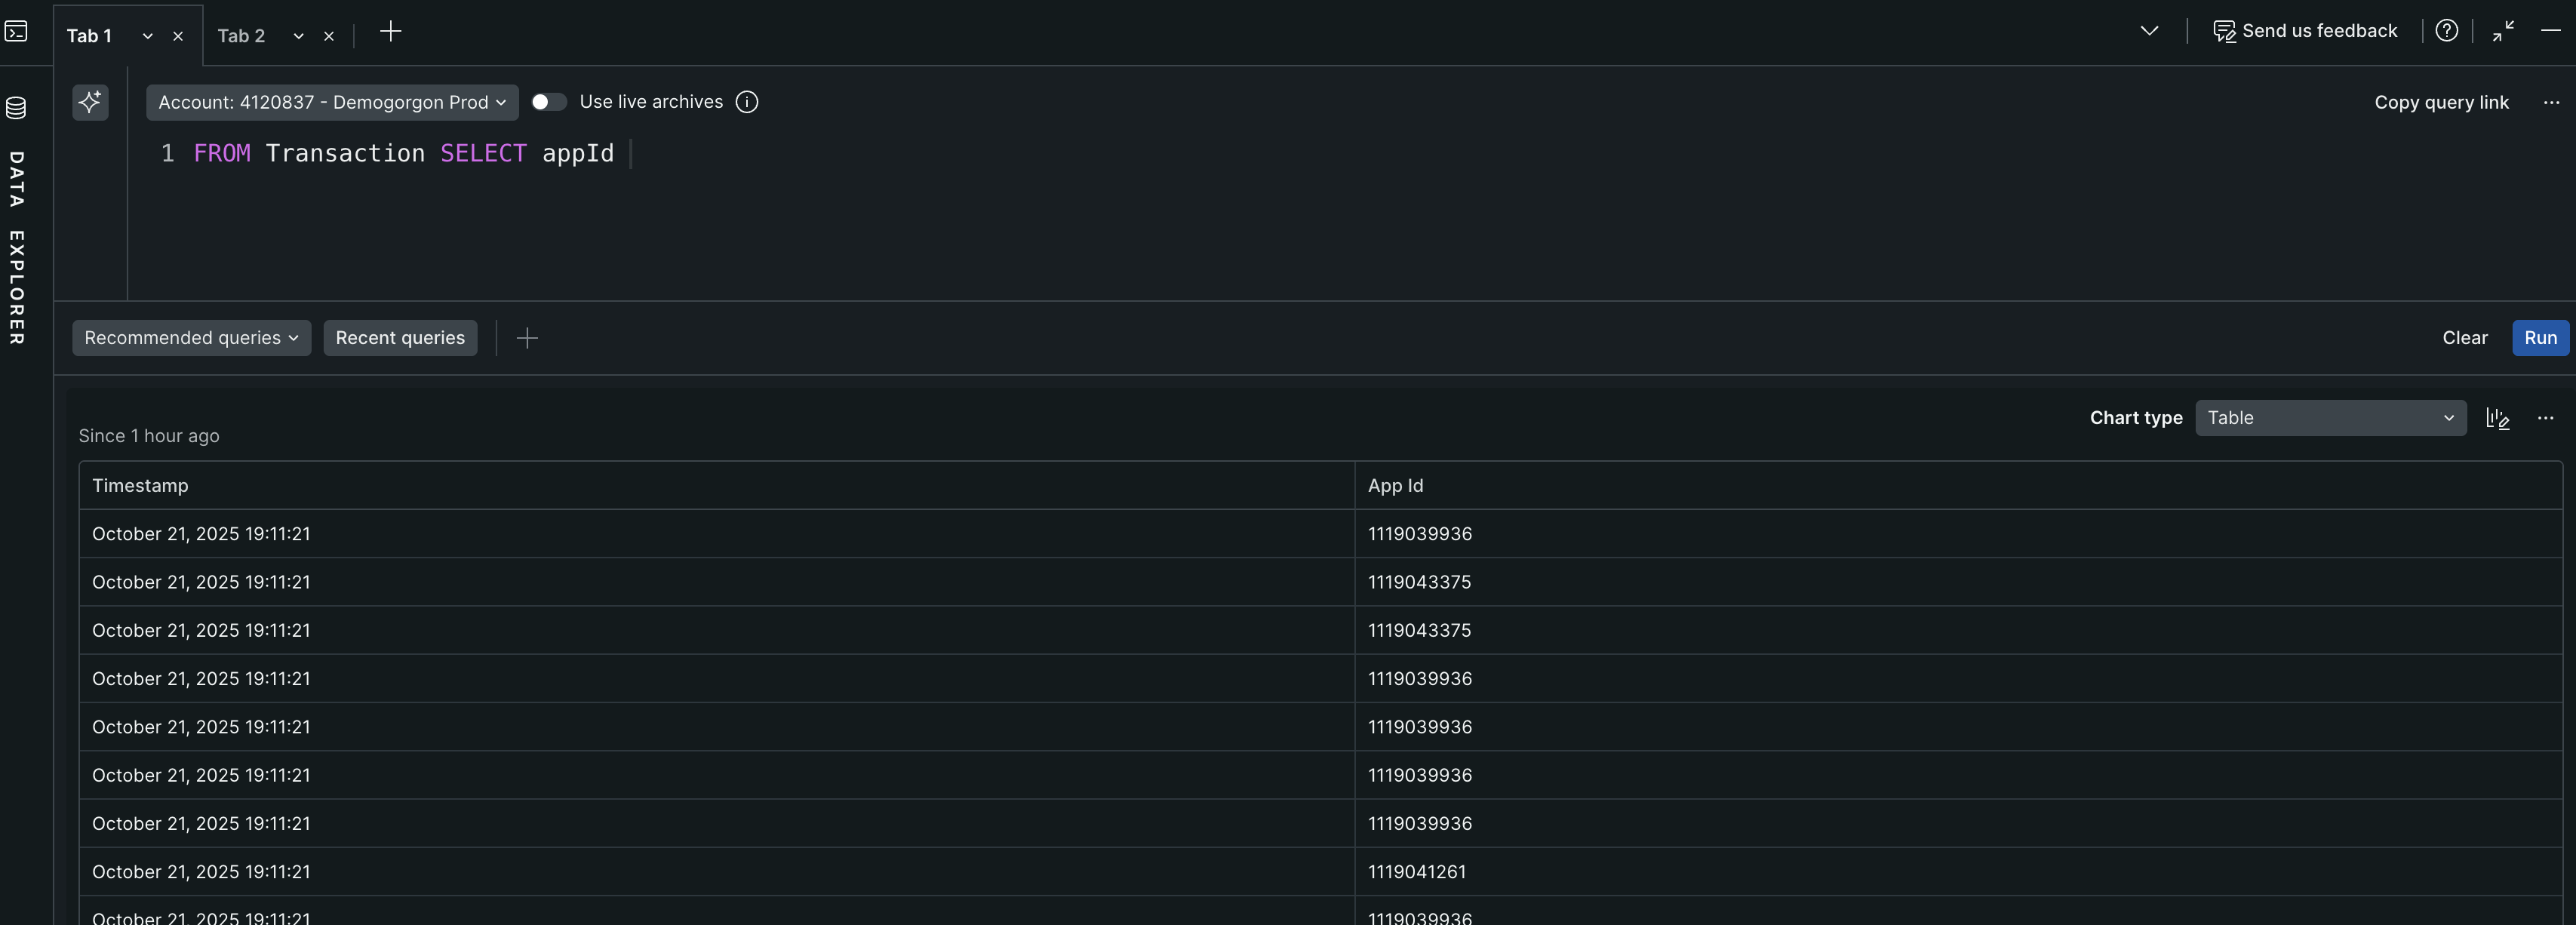 Tab 1
Tab 2
Send us feedback
DATA EXPLORER
Account: 4120837 - Demogorgon Prod
Use live archives
Copy query link
1 FROM Transaction SELECT appId
Recommended queries
Recent queries
Clear
Run
Since 1 hour ago
Chart type
Table
Timestamp App Id
October 21, 2025 19:11:21 1119039936
October 21, 2025 19:11:21 1119043375
October 21, 2025 19:11:21 1119043375
October 21, 2025 19:11:21 1119039936
October 21, 2025 19:11:21 1119039936
October 21, 2025 19:11:21 1119039936
October 21, 2025 19:11:21 1119039936
October 21, 2025 19:11:21 1119041261
October 21, 2025 19:11:21 1119039936